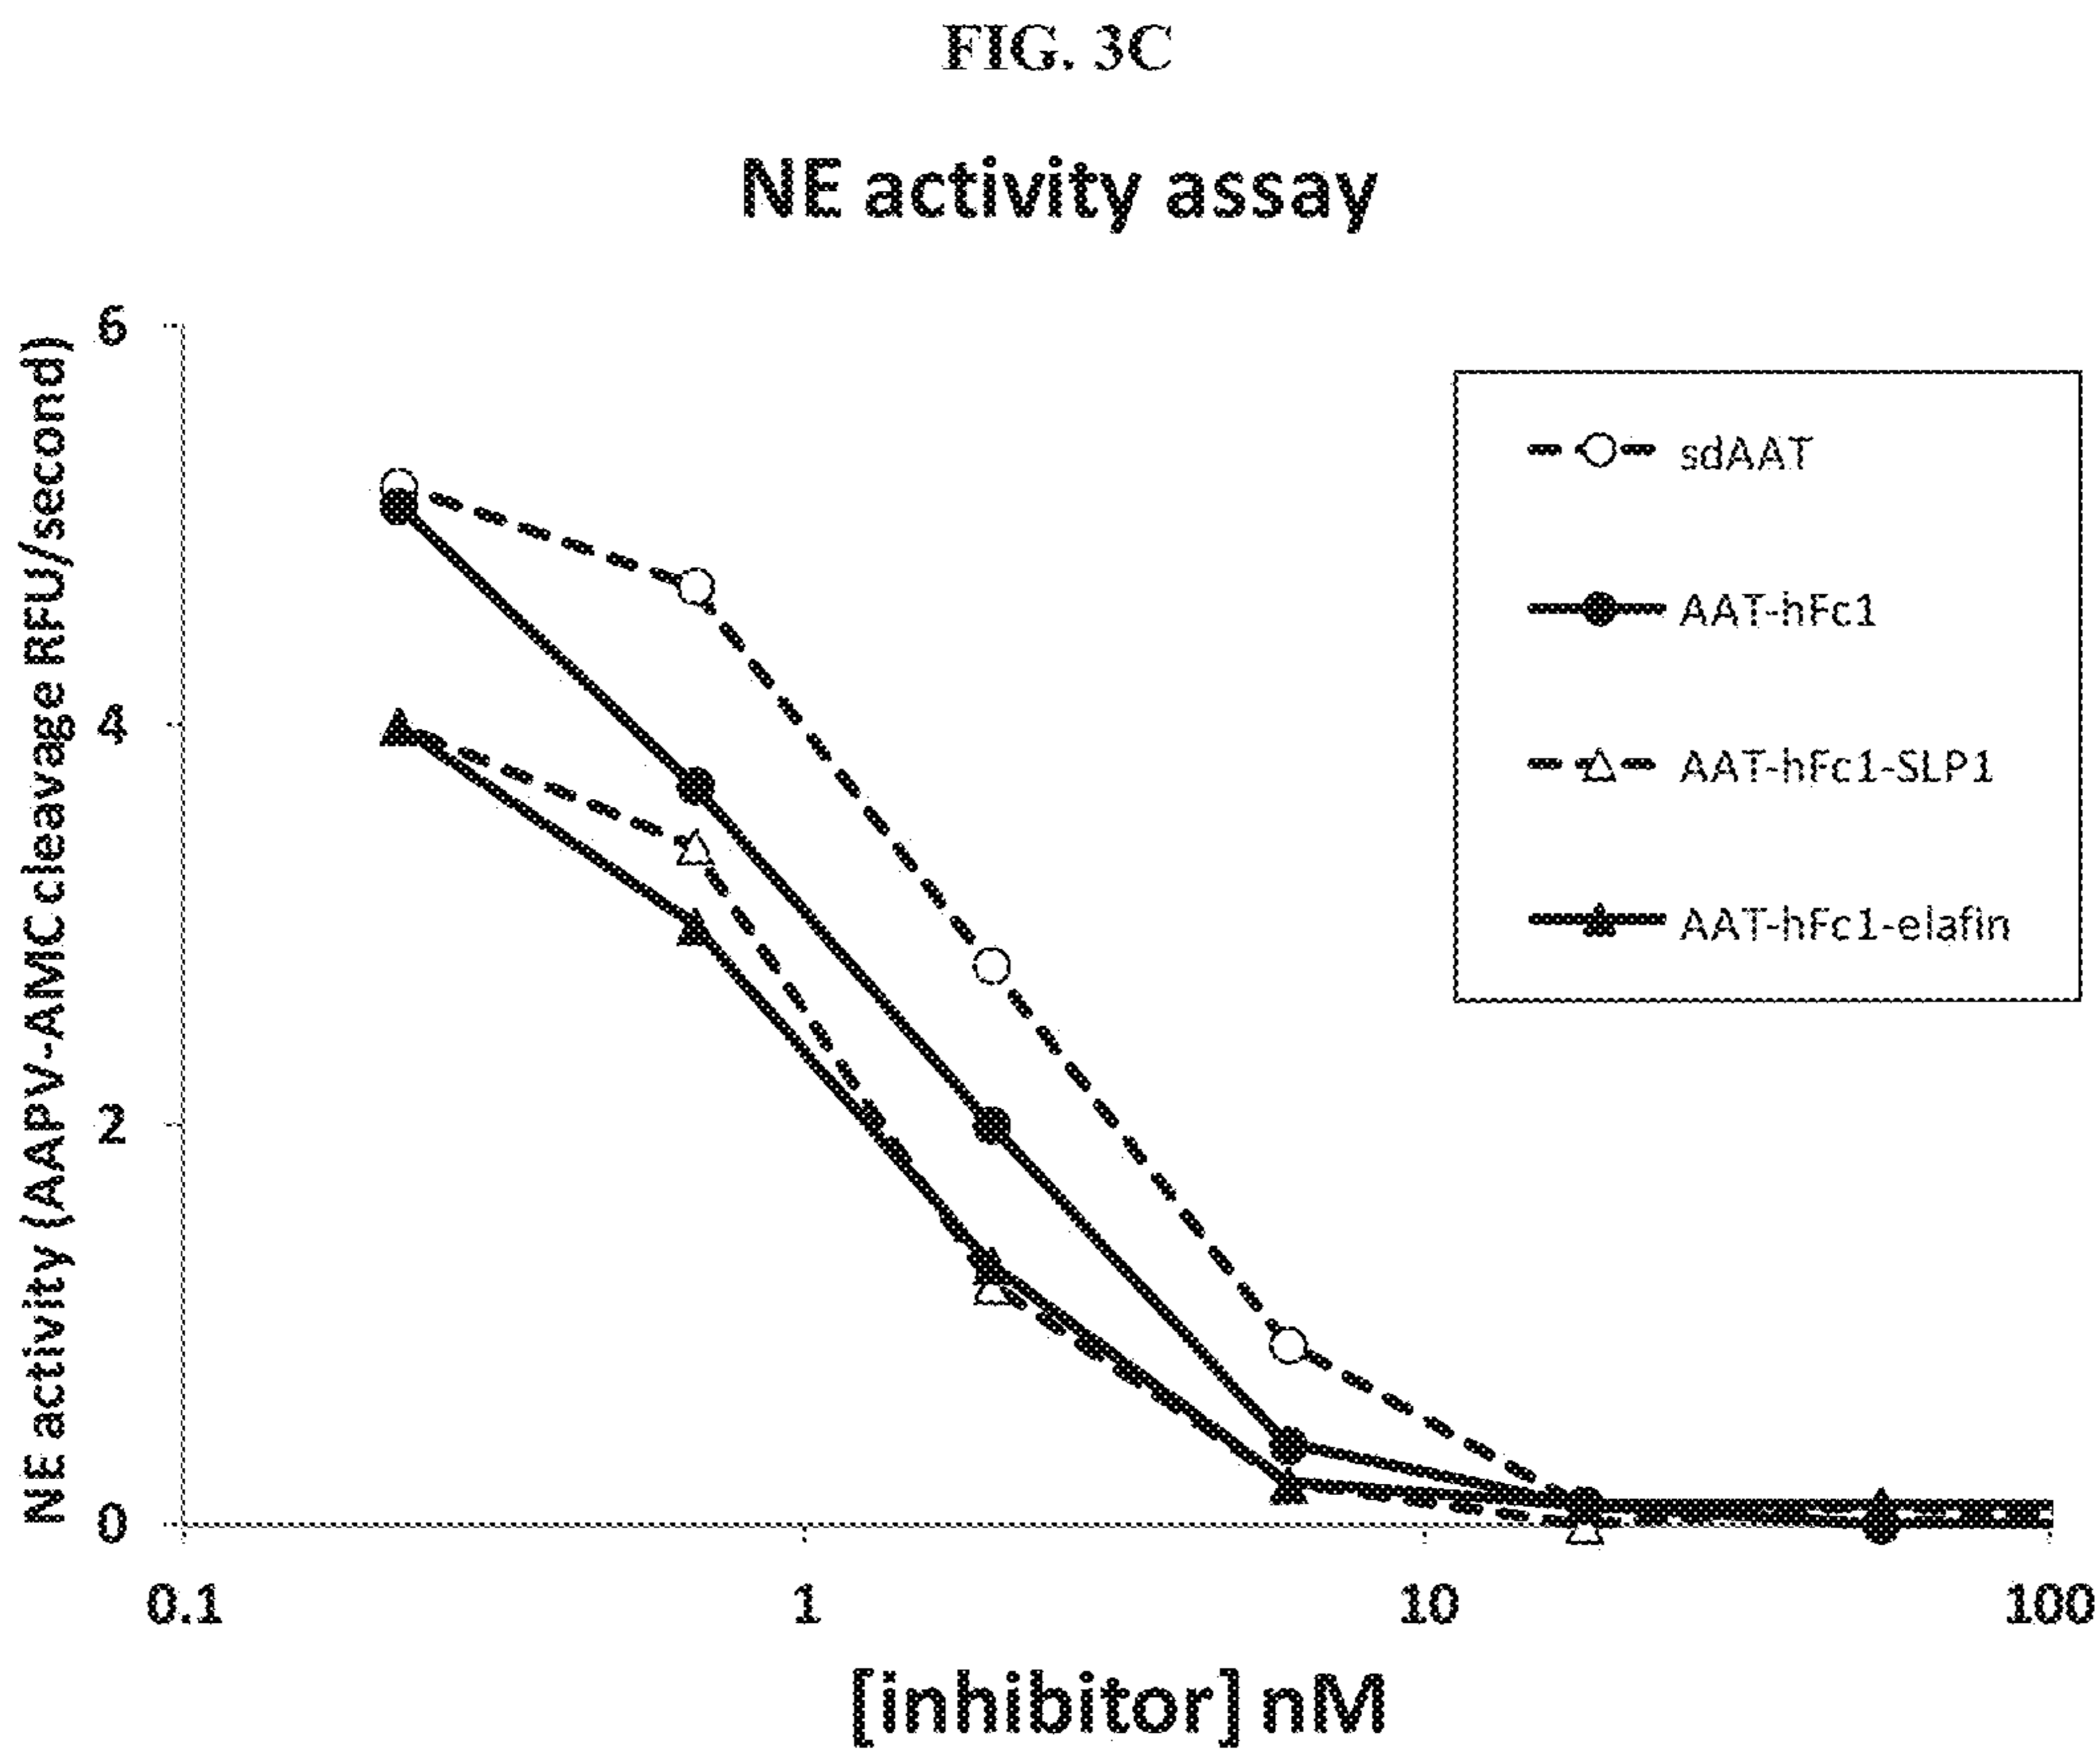 FIG. 3C
NE activity assay
NE activity (AAPV-AMC cleavage RFU/second)
6
4
2
0
0.1
1
10
100
[inhibitor] nM
sdAAT
AAT-hFc1
AAT-hFc1-SLP1
AAT-hFc1-elafin